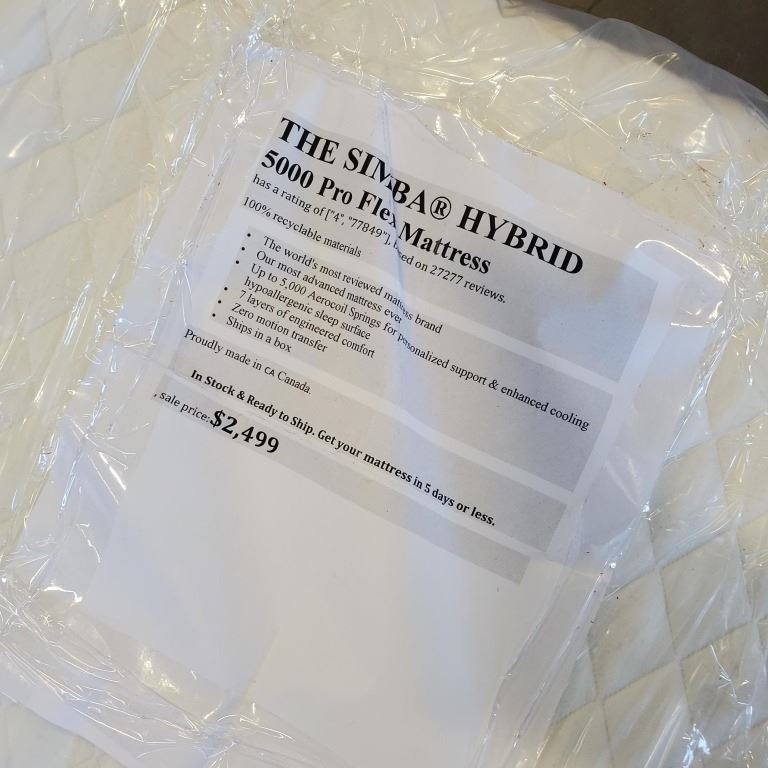 THE SIMBA® HYBRID
5000 Pro Flex Mattress
has a rating of ["4", "77849"], based on 27277 reviews.
100% recyclable materials
• The world's most reviewed mattress brand
• Our most advanced mattress ever
• Up to 5,000 Aerocoil Springs for personalized support & enhanced cooling
hypoallergenic sleep surface
• 7 layers of engineered comfort
• Zero motion transfer
• Ships in a box
Proudly made in CA Canada.
In Stock & Ready to Ship. Get your mattress in 5 days or less.
, sale price: $2,499